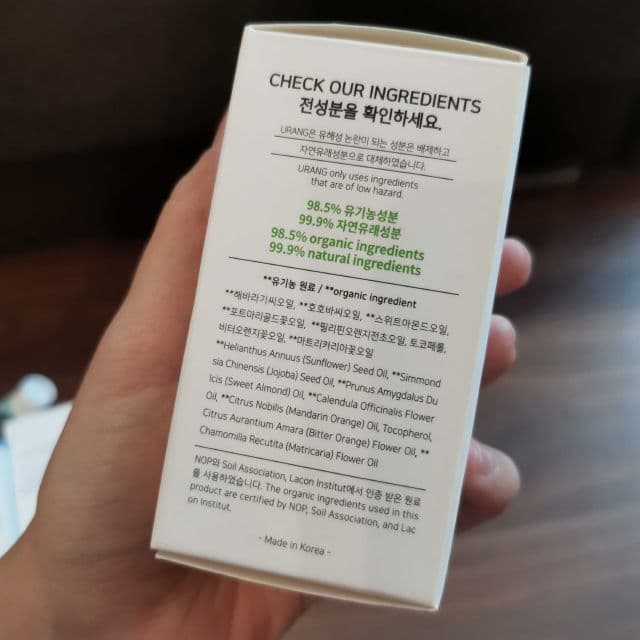 CHECK OUR INGREDIENTS
전성분을 확인하세요.
URANG은 유해성 논란이 되는 성분은 배제하고
자연유래성분으로 대체하였습니다.
URANG only uses ingredients
that are of low hazard.
98.5% 유기농성분
99.9% 자연유래성분
98.5% organic ingredients
99.9% natural ingredients
**유기농 원료 / **organic ingredient
**해바라기씨오일, **호호바씨오일, **스위트아몬드오일,
**포트마리골드꽃오일, **필리핀오렌지전초오일, 토코페롤,
비터오렌지꽃오일, **마트리카리아꽃오일
**Helianthus Annuus (Sunflower) Seed Oil, **Simmond
sia Chinensis (Jojoba) Seed Oil, **Prunus Amygdalus Du
lcis (Sweet Almond) Oil, **Calendula Officinalis Flower
Oil, **Citrus Nobilis (Mandarin Orange) Oil, Tocopherol,
Citrus Aurantium Amara (Bitter Orange) Flower Oil, **
Chamomilla Recutita (Matricaria) Flower Oil
NOP와 Soil Association, Lacon Institut에서 인증 받은 원료
를 사용하였습니다. The organic ingredients used in this
product are certified by NOP, Soil Association, and Lac
on institut.
- Made in Korea -